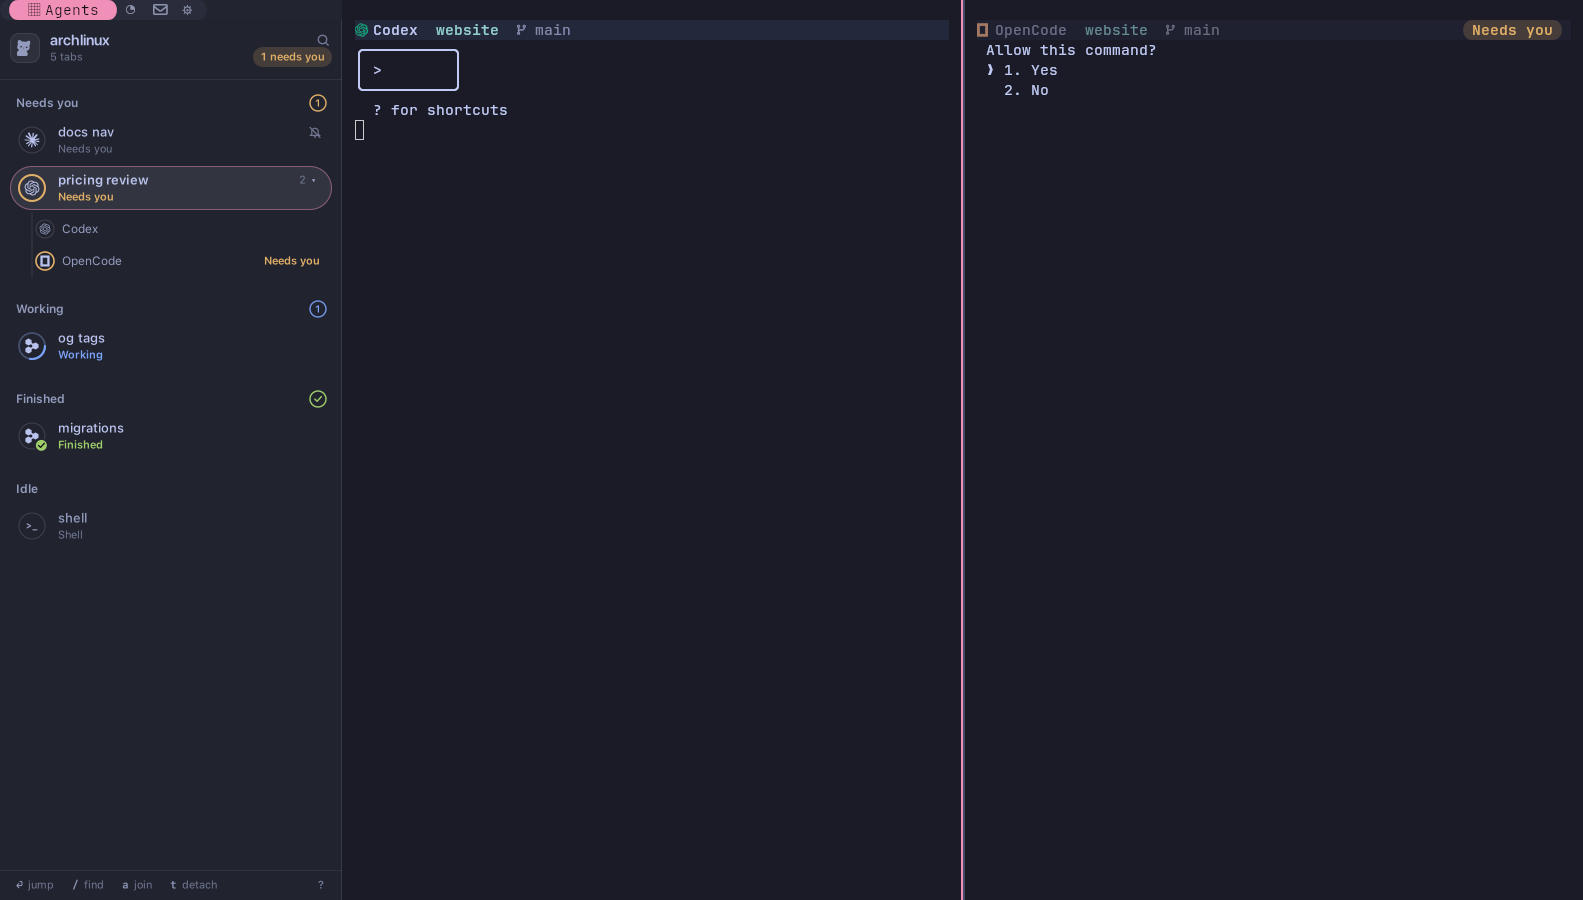 Agents
archlinux
5 tabs
1 needs you
Needs you
1
docs nav
Needs you
pricing review
2
Needs you
Codex
OpenCode
Needs you
Working
1
og tags
Working
Finished
migrations
Finished
Idle
>_
shell
Shell
jump
/ find
a join
t detach
?
Codex website main
>
? for shortcuts
OpenCode website main
Needs you
Allow this command?
❯ 1. Yes
2. No